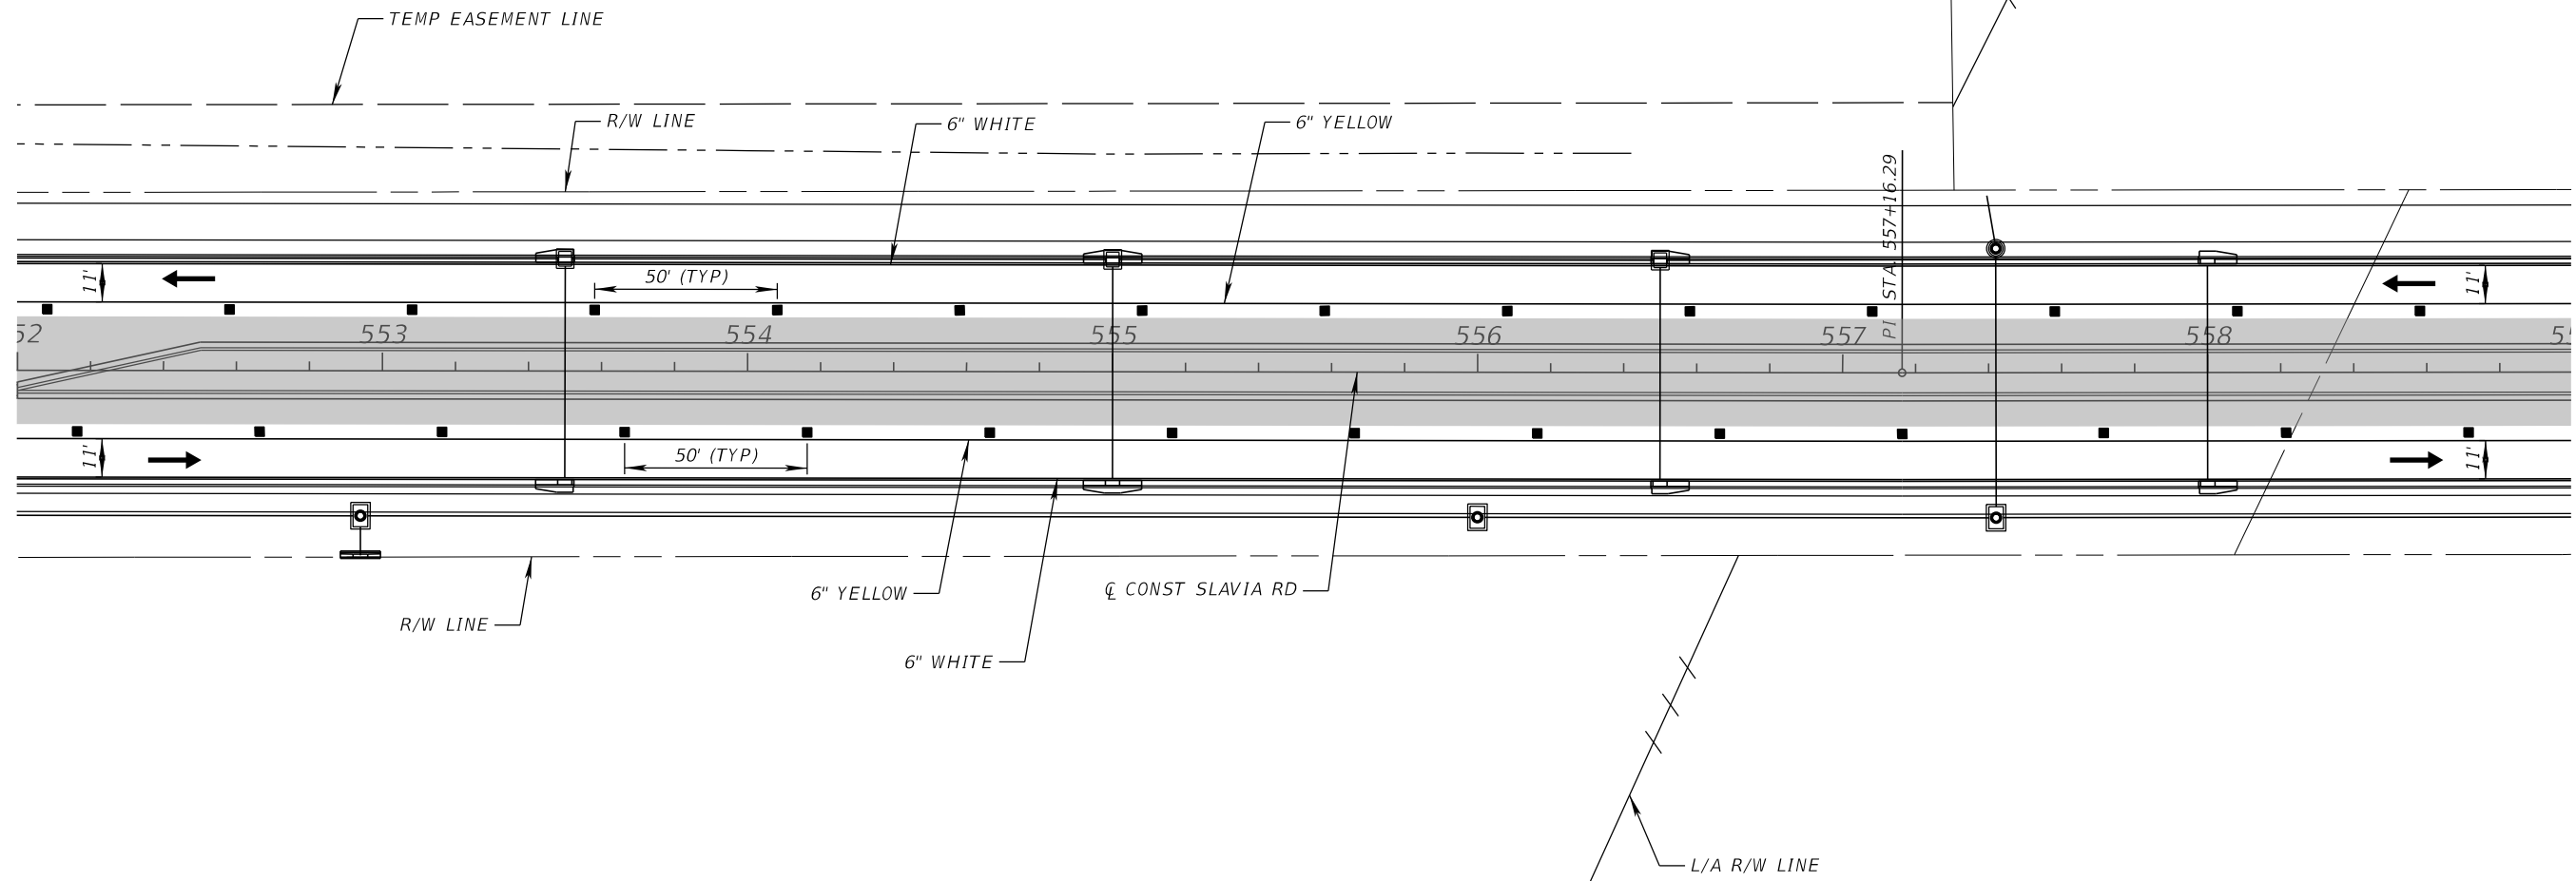 TEMP EASEMENT LINE
R/W LINE
6" WHITE
6" YELLOW
PI STA. 557+16.29
11'
50' (TYP)
11'
52
553
554
555
556
557
558
5
11'
50' (TYP)
11'
6" YELLOW
℄ CONST SLAVIA RD
R/W LINE
6" WHITE
L/A R/W LINE